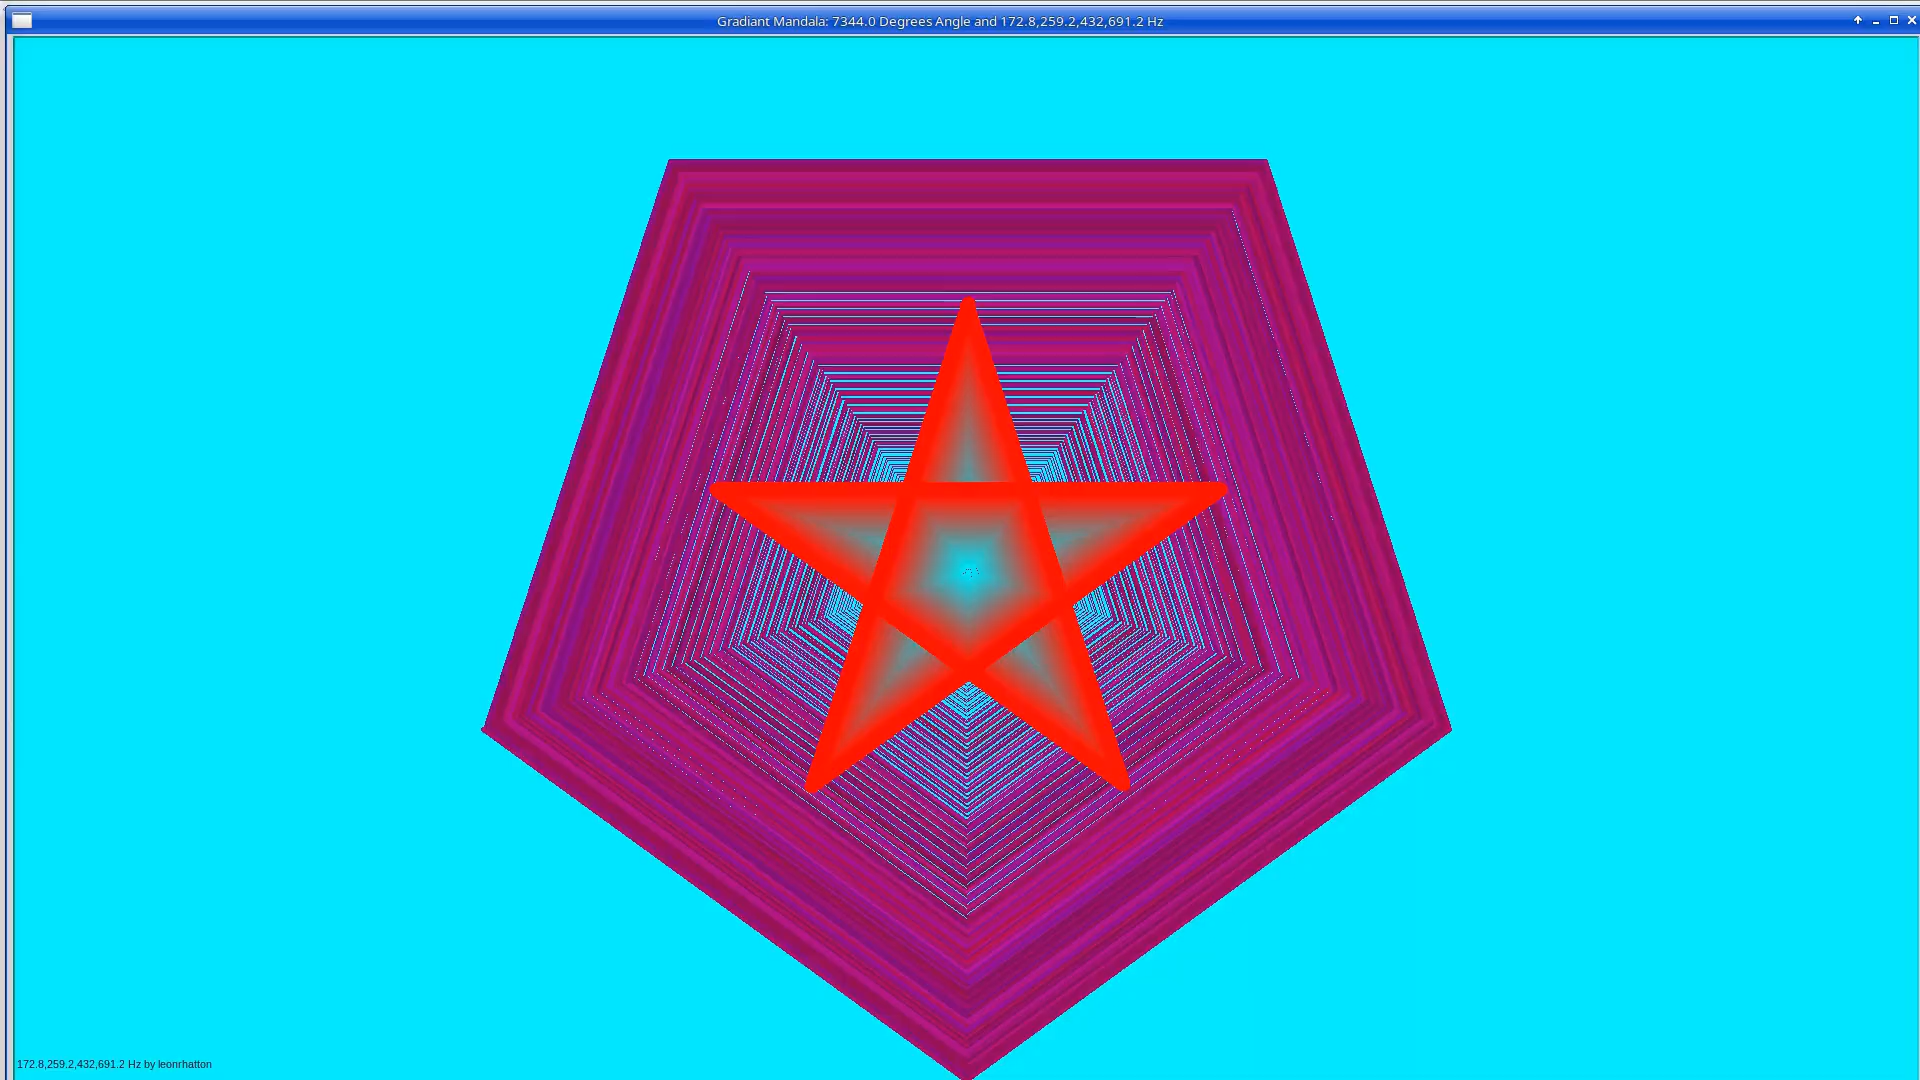 Gradiant Mandala: 7344.0 Degrees Angle and 172.8,259.2,432,691.2 Hz
172.8,259.2,432,691.2 Hz by leonrhatton